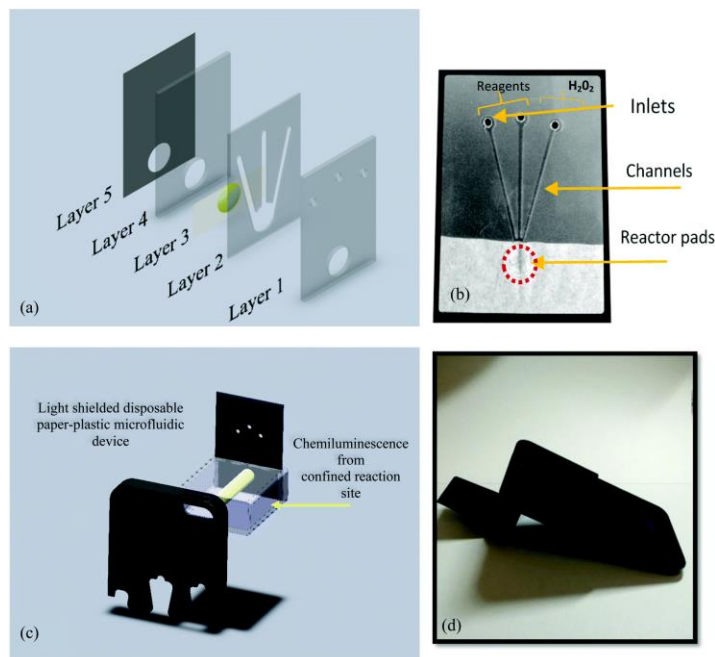 Layer 5
Layer 4
Layer 3
Layer 2
Layer 1
(a)
Reagents
H202
Inlets
Channels
Reactor pads
(b)
Light shielded disposable
paper-plastic microfluidic
device
Chemiluminescence
from
confined reaction
site
(c)
(d)